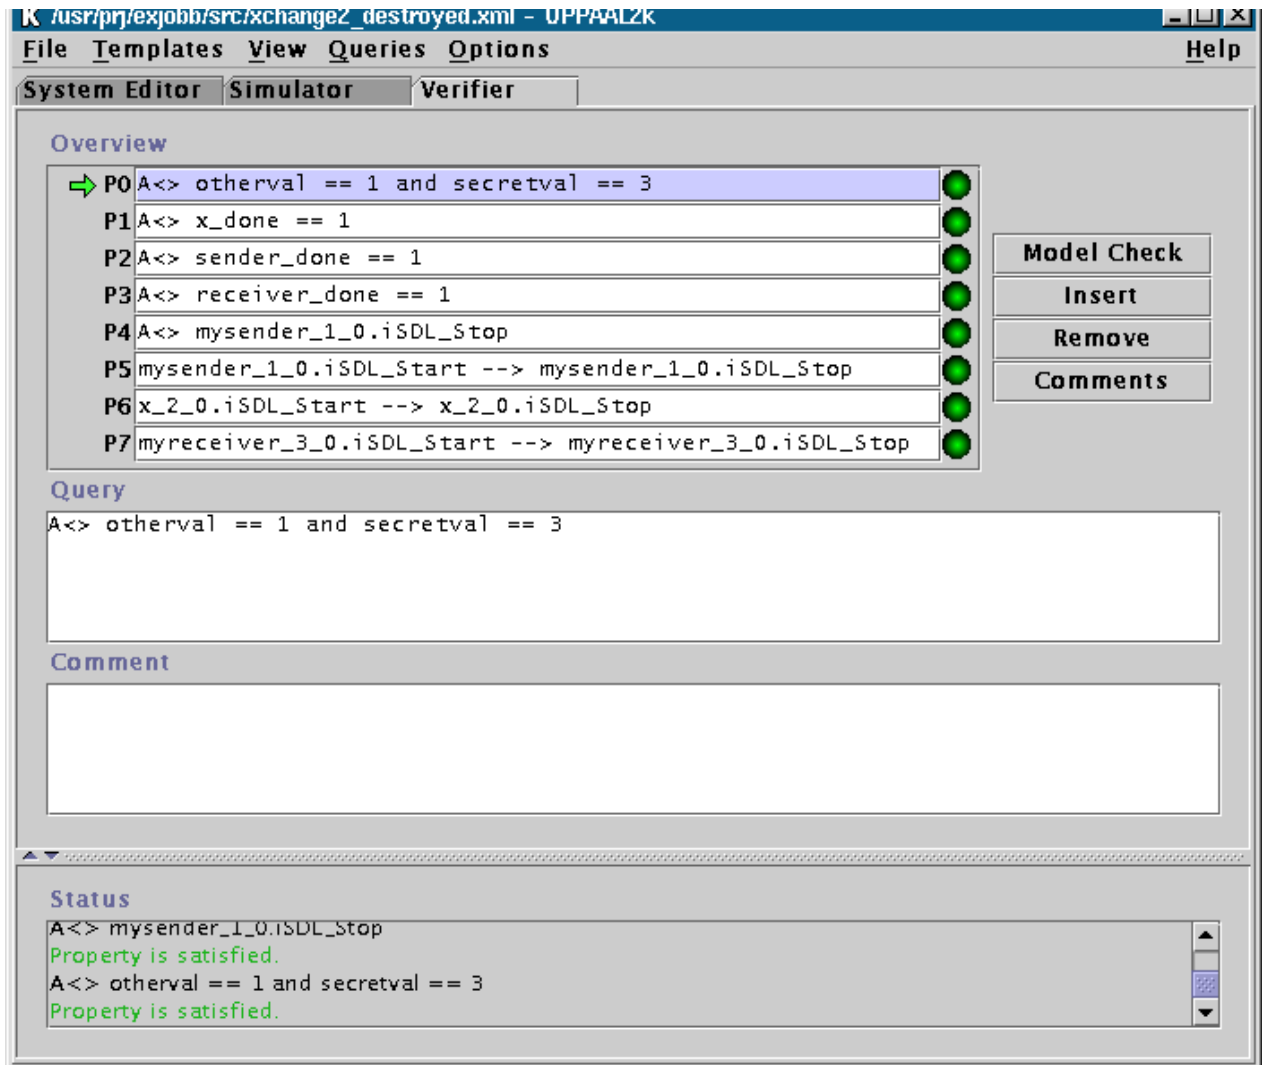 /usr/prj/exjobb/src/xchange2_destroyed.xml - UPPAAL2k
File Templates View Queries Options Help
System Editor Simulator Verifier
Overview
P0 A<> otherval == 1 and secretval == 3
P1 A<> x_done == 1
P2 A<> sender_done == 1
Model Check
P3 A<> receiver_done == 1
Insert
P4 A<> mysender_1_0.iSDL_Stop
Remove
P5 mysender_1_0.iSDL_Start --> mysender_1_0.iSDL_Stop
Comments
P6 x_2_0.iSDL_Start --> x_2_0.iSDL_Stop
P7 myreceiver_3_0.iSDL_Start --> myreceiver_3_0.iSDL_Stop
Query
A<> otherval == 1 and secretval == 3
Comment
Status
A<> mysender_1_0.iSDL_Stop
Property is satisfied.
A<> otherval == 1 and secretval == 3
Property is satisfied.